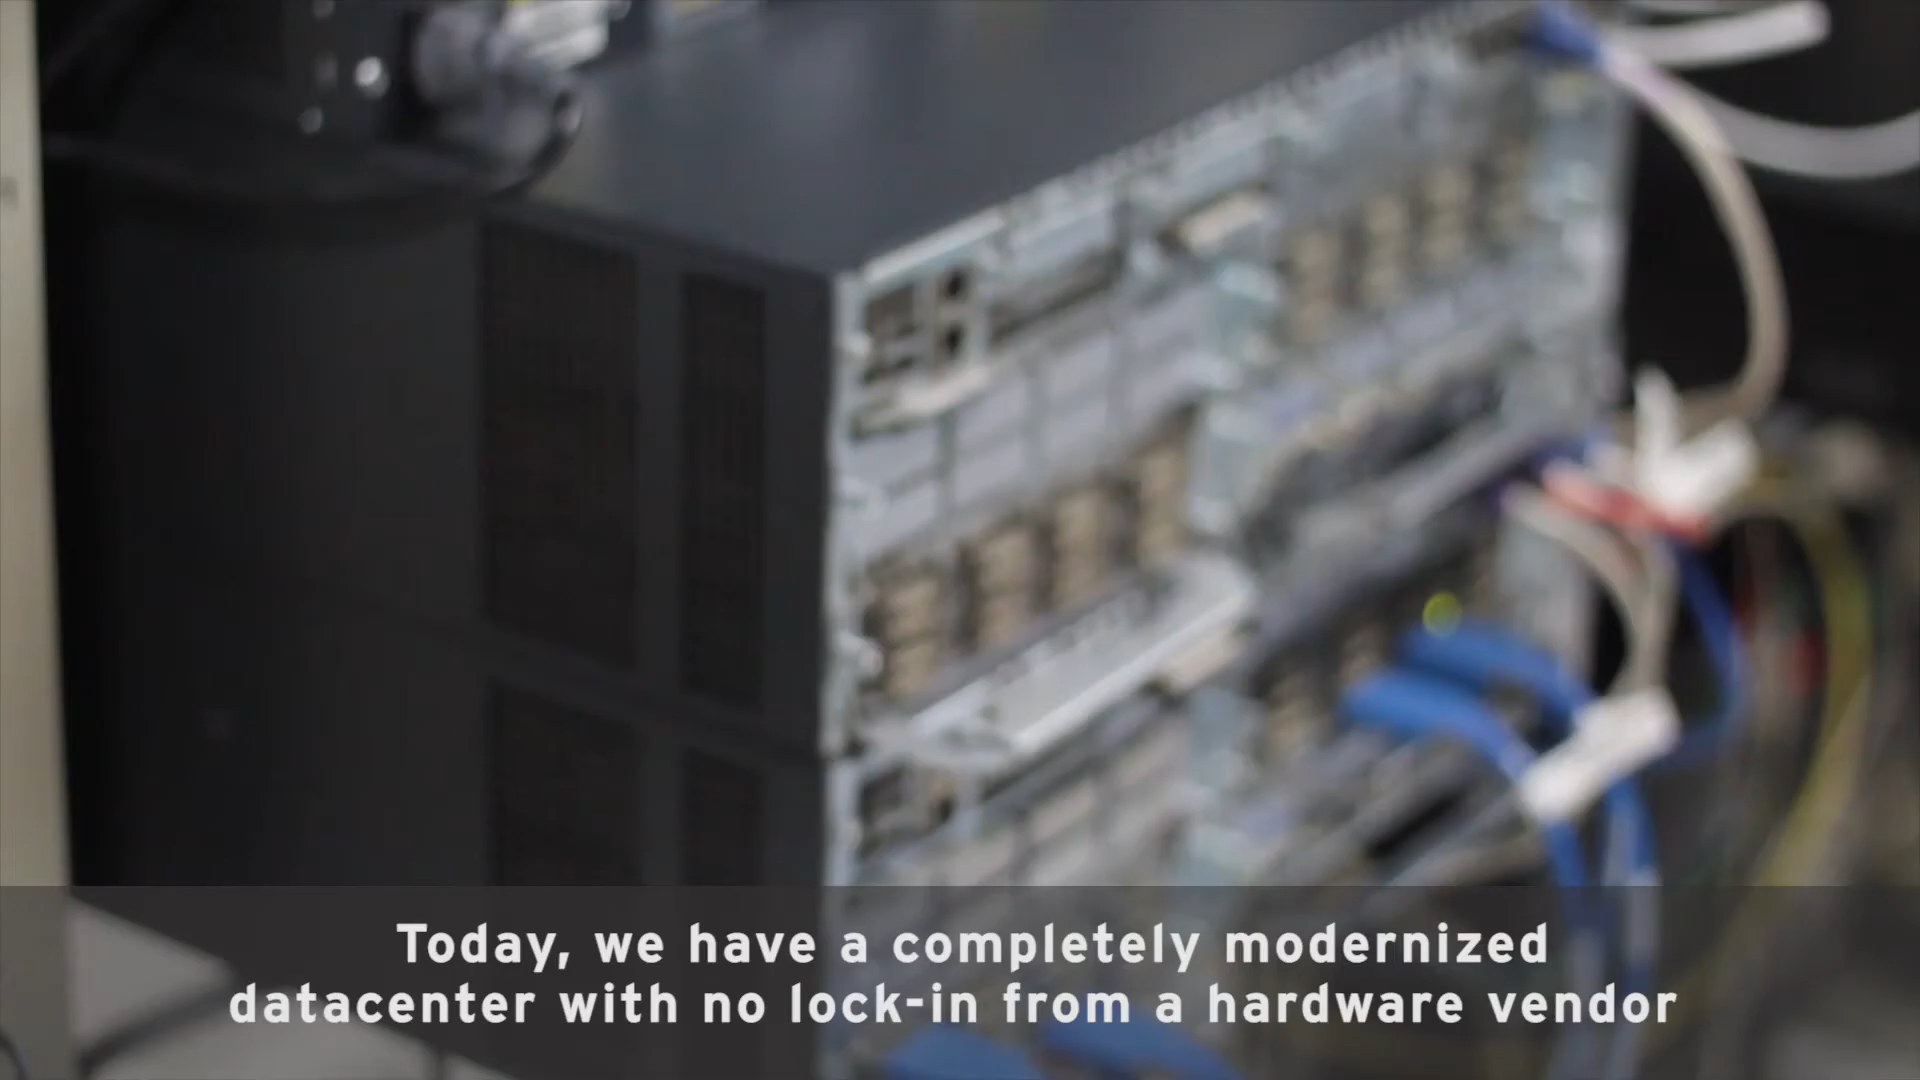 Today, we have a completely modernized
datacenter with no lock-in from a hardware vendor